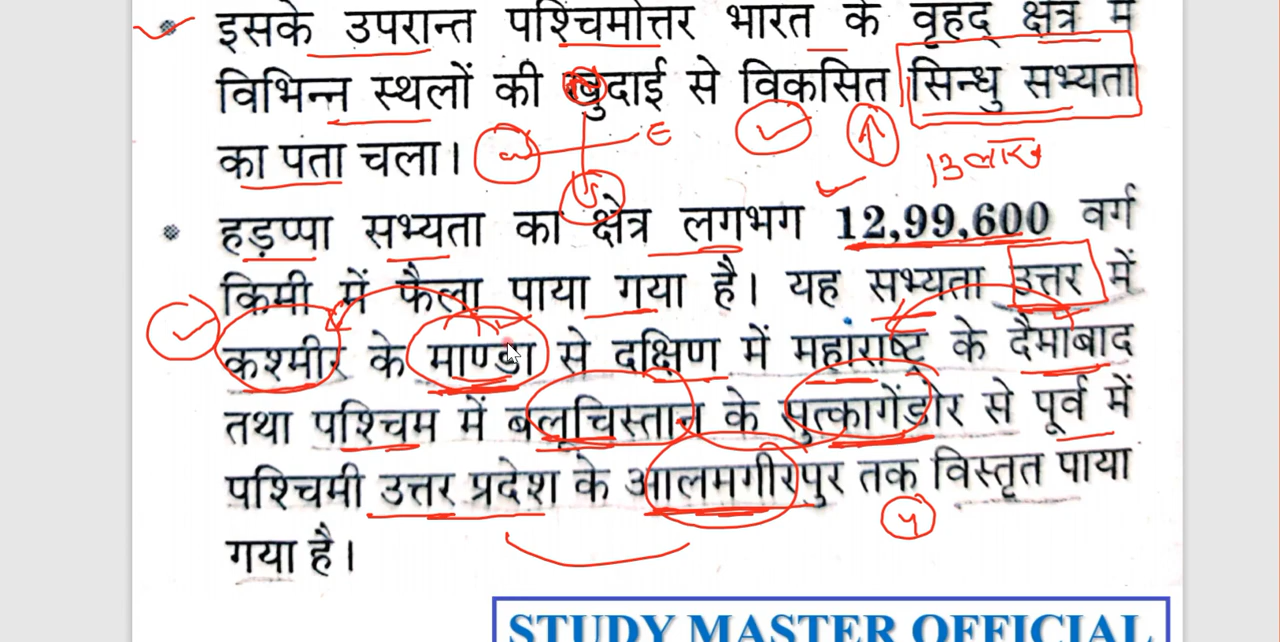 इसके उपरान्त पश्चिमोत्तर भारत के वृहद् क्षेत्र में
विभिन्न स्थलों की खुदाई से विकसित सिन्धु सभ्यता
का पता चला।
E
13 लाख
हड़प्पा सभ्यता का क्षेत्र लगभग 12,99,600 वर्ग
किमी में फैला पाया गया है। यह सभ्यता उत्तर में
कश्मीर के माण्डा से दक्षिण में महाराष्ट्र के दैमाबाद
तथा पश्चिम में बलूचिस्तान के सुत्कागेंडोर से पूर्व में
पश्चिमी उत्तर प्रदेश के आलमगीरपुर तक विस्तृत पाया
गया है।
STUDY MASTER OFFICIAL